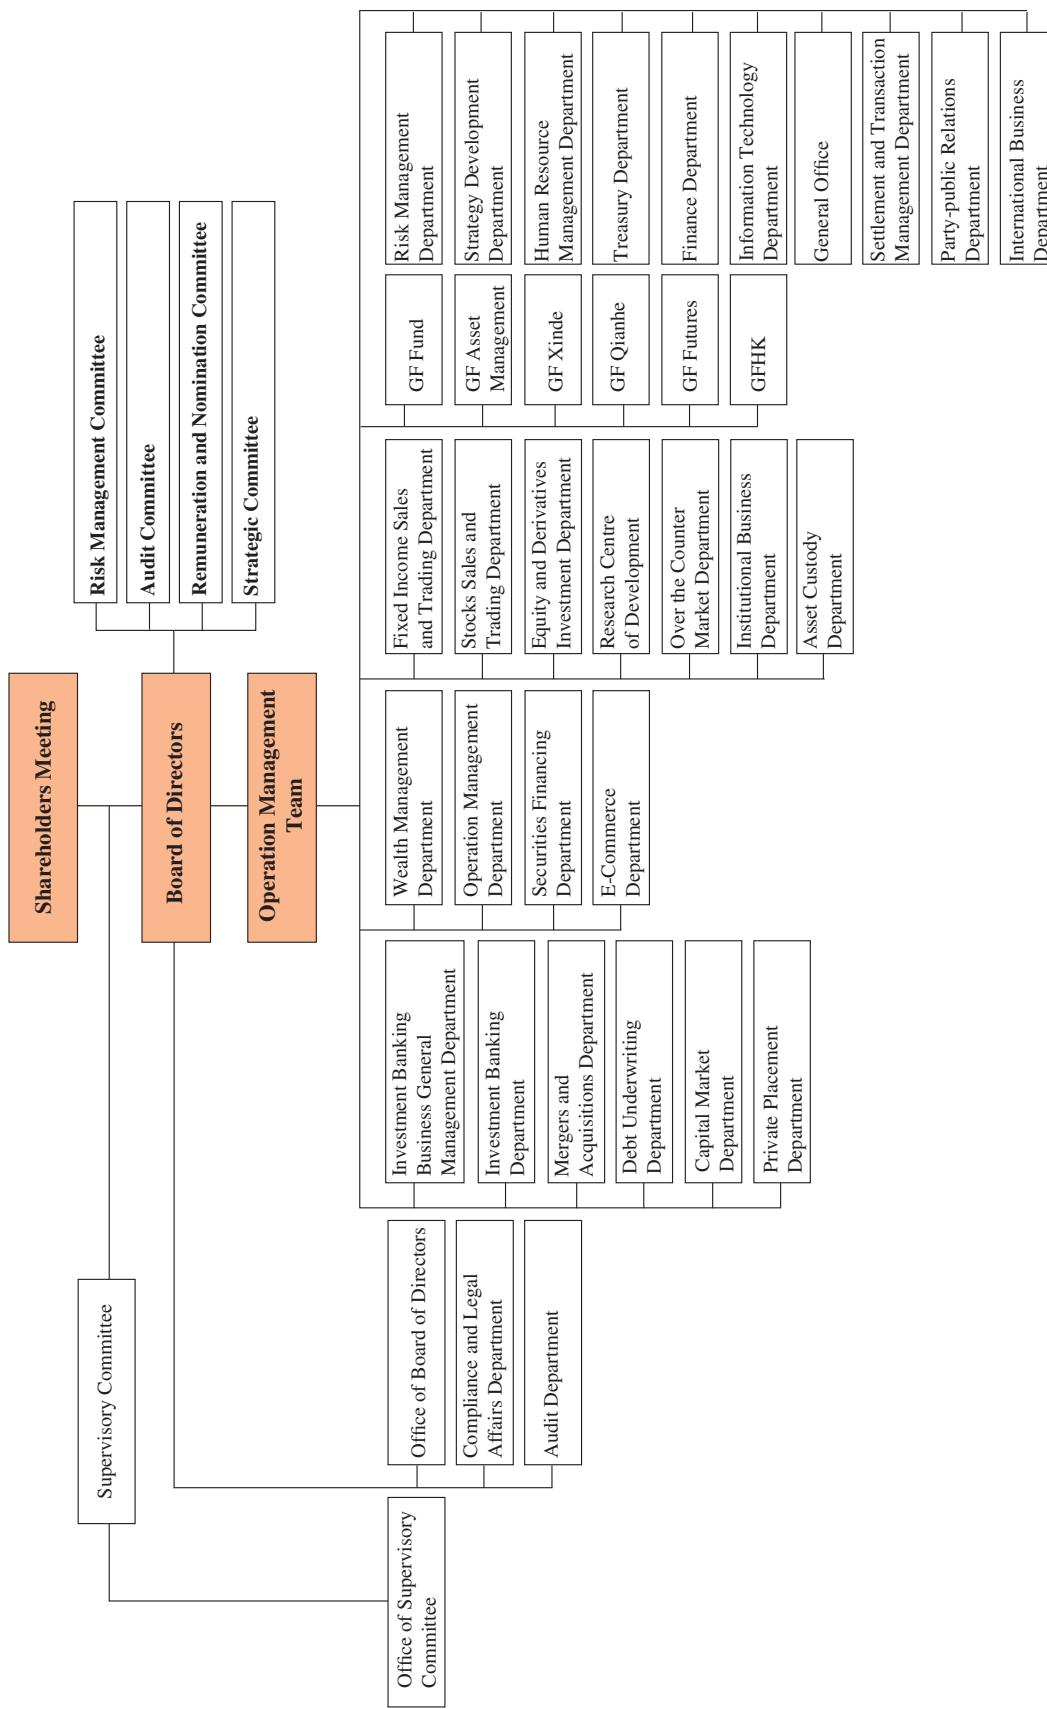 Shareholders Meeting
Supervisory Committee
Board of Directors
Risk Management Committee
Audit Committee
Remuneration and Nomination Committee
Strategic Committee
Operation Management
Team
Office of Supervisory
Committee
Office of Board of Directors
Compliance and Legal
Affairs Department
Audit Department
Investment Banking
Business General
Management Department
Investment Banking
Department
Mergers and
Acquisitions Department
Debt Underwriting
Department
Capital Market
Department
Private Placement
Department
Wealth Management
Department
Operation Management
Department
Securities Financing
Department
E-Commerce
Department
Fixed Income Sales
and Trading Department
Stocks Sales and
Trading Department
Equity and Derivatives
Investment Department
Research Centre
of Development
Over the Counter
Market Department
Institutional Business
Department
Asset Custody
Department
GF Fund
GF Asset
Management
GF Xinde
GF Qianhe
GF Futures
GFHK
Risk Management
Department
Strategy Development
Department
Human Resource
Management Department
Treasury Department
Finance Department
Information Technology
Department
General Office
Settlement and Transaction
Management Department
Party-public Relations
Department
International Business
Department